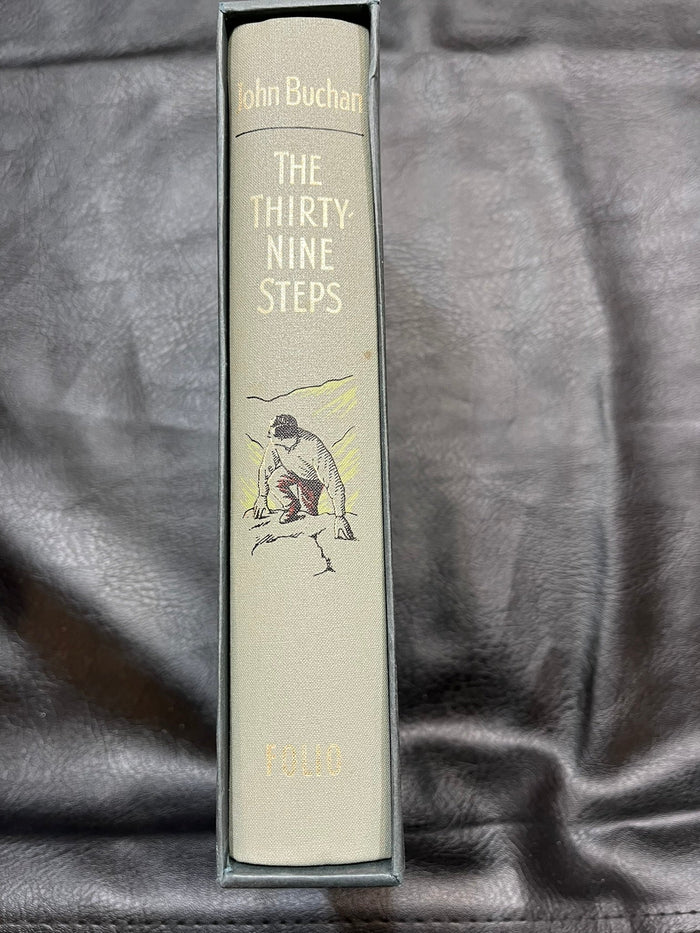 John Buchan
THE
THIRTY-
NINE
STEPS
FOLIO